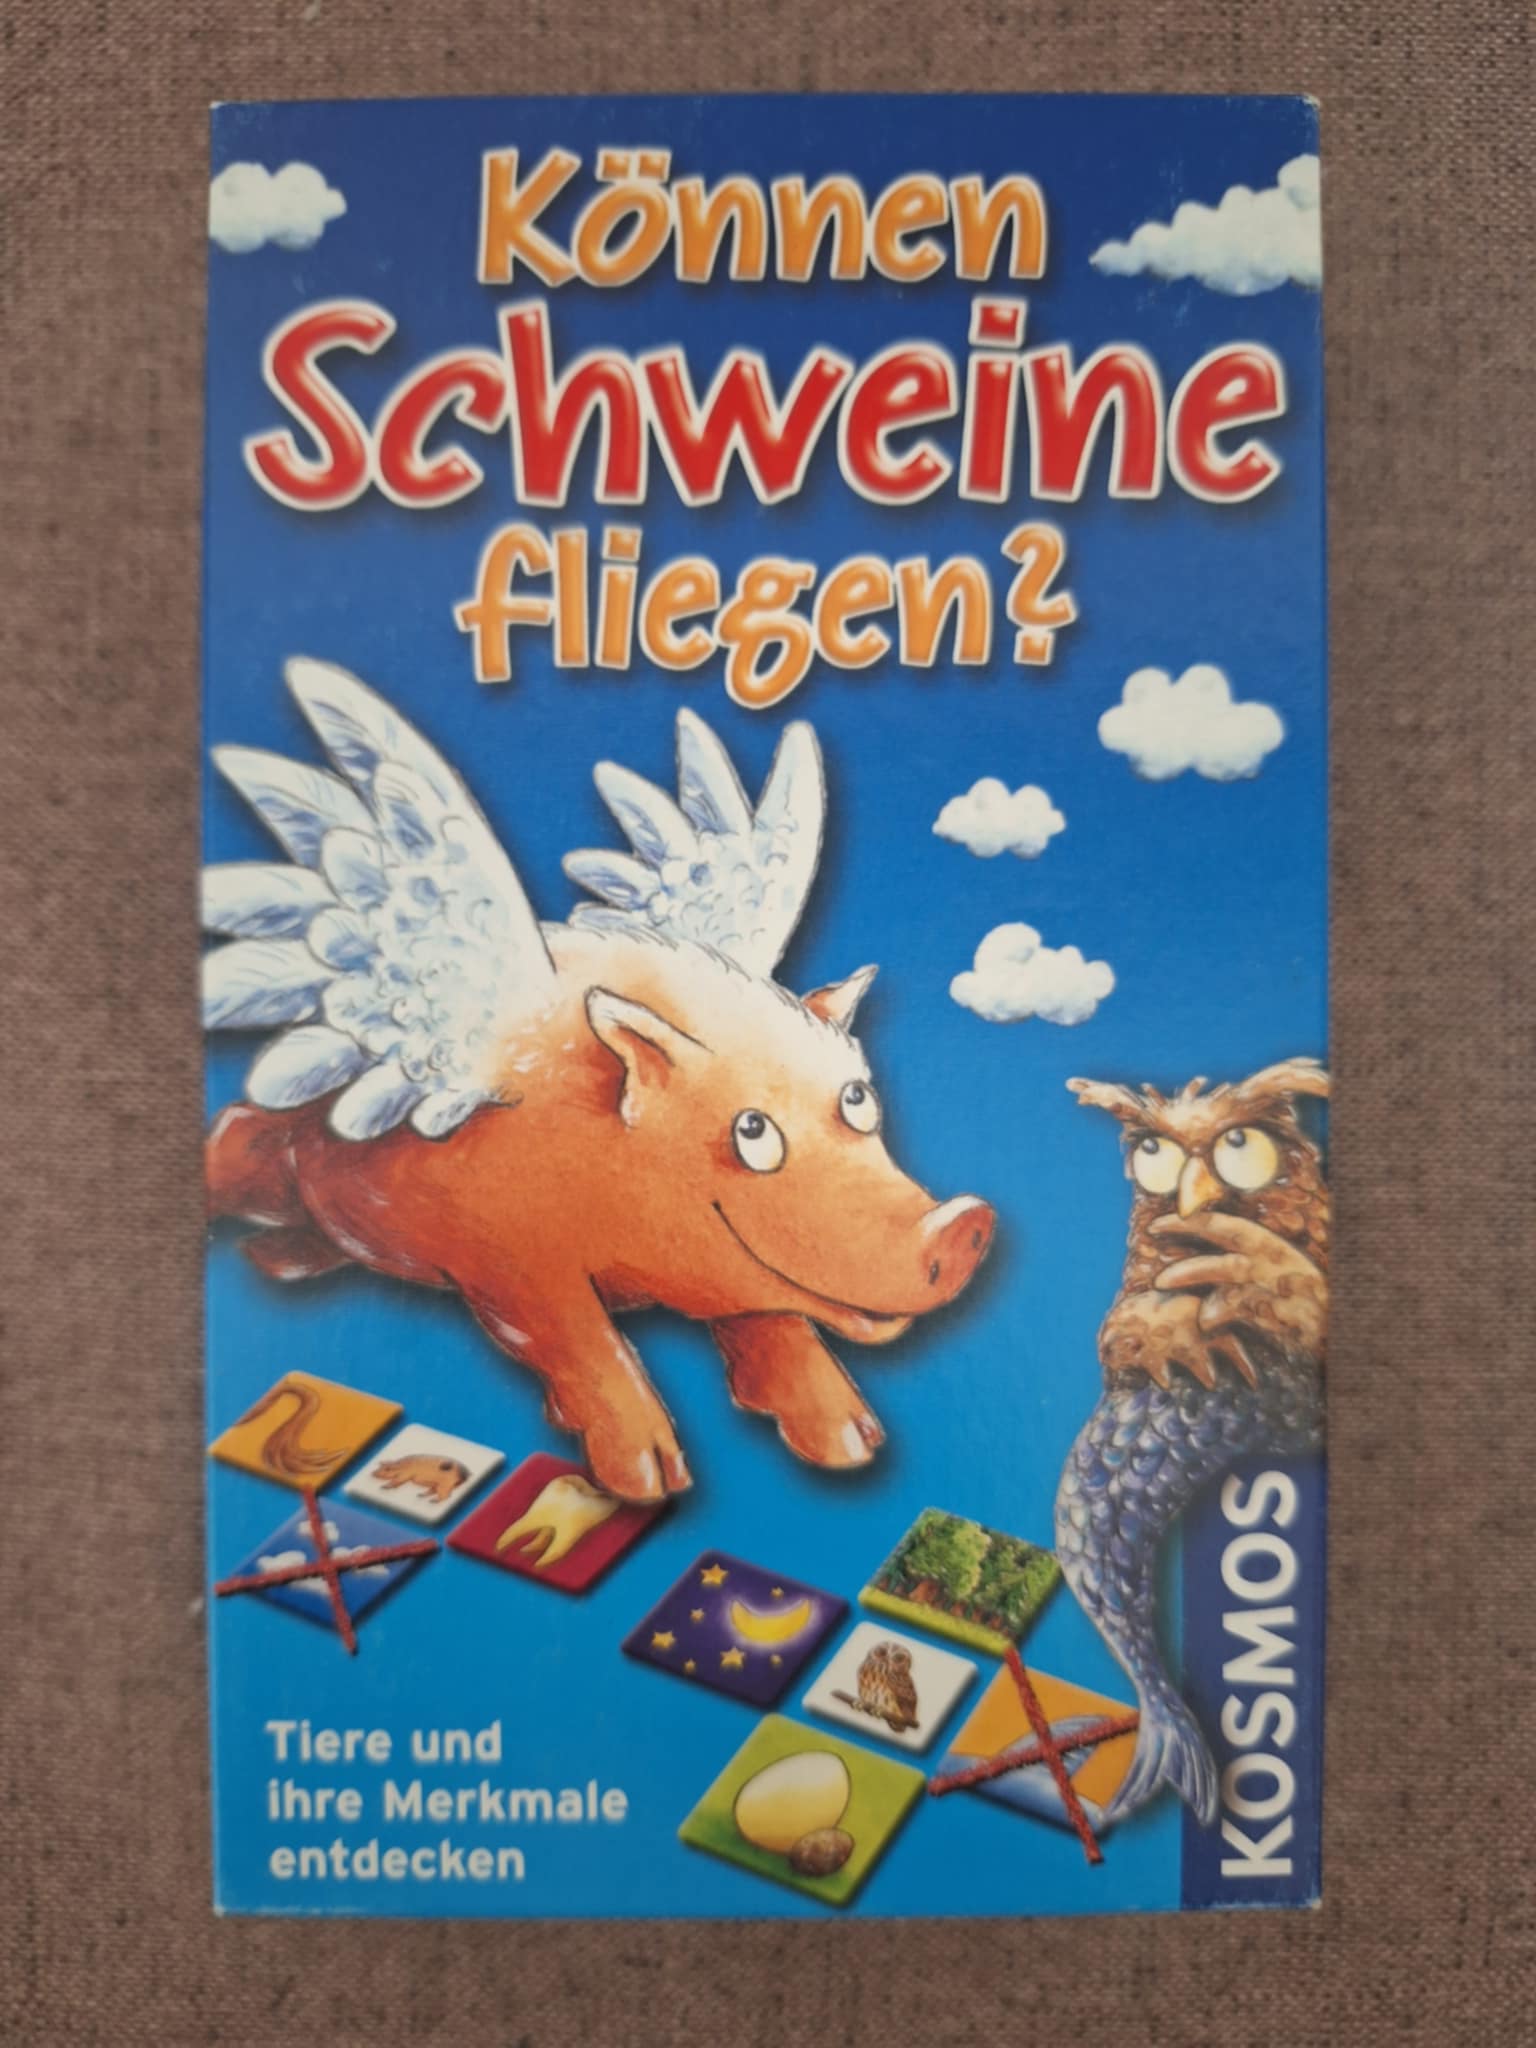 Können
Schweine
fliegen?
Tiere und
ihre Merkmale
entdecken
KOSMOS